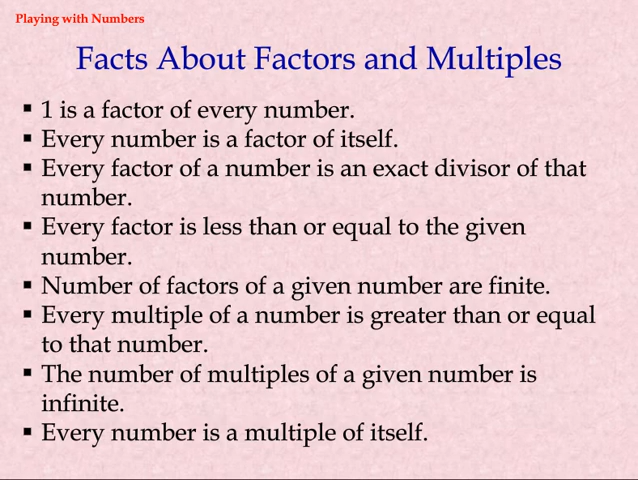 Playing with Numbers
Facts About Factors and Multiples
▪ 1 is a factor of every number.
▪ Every number is a factor of itself.
▪ Every factor of a number is an exact divisor of that
number.
▪ Every factor is less than or equal to the given
number.
▪ Number of factors of a given number are finite.
▪ Every multiple of a number is greater than or equal
to that number.
▪ The number of multiples of a given number is
infinite.
▪ Every number is a multiple of itself.